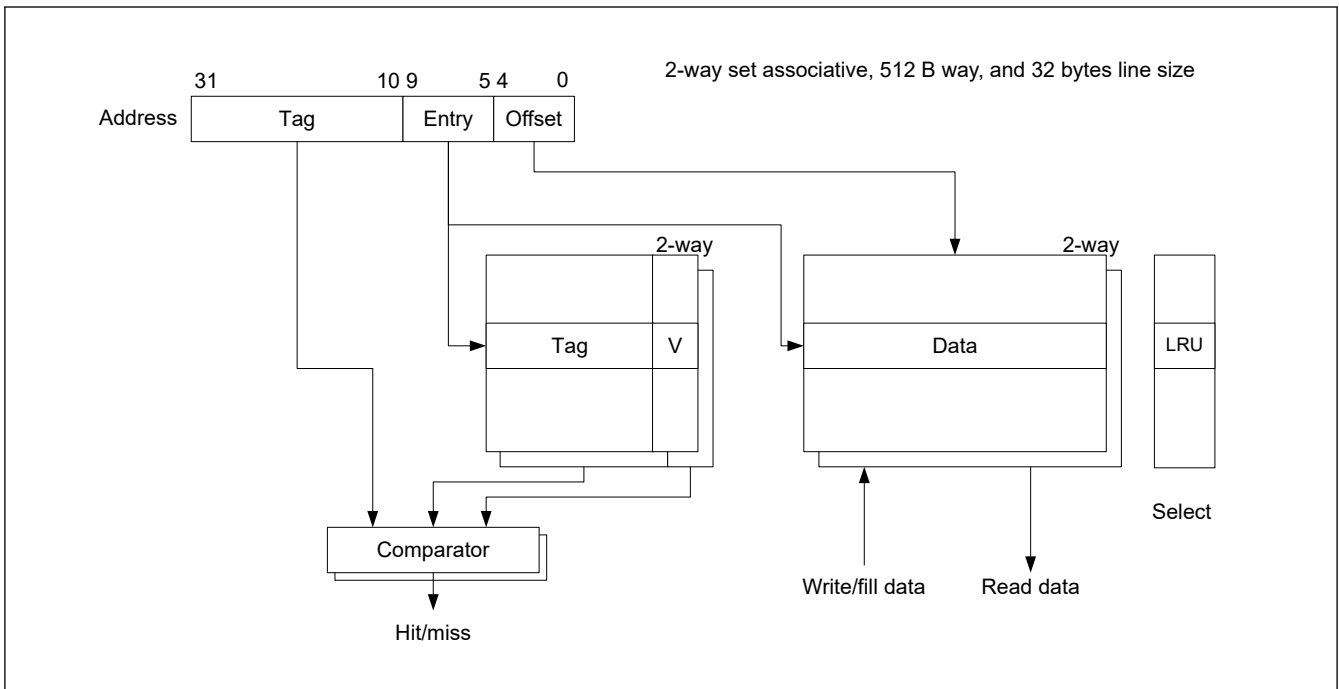 2-way set associative, 512 B way, and 32 bytes line size
31 10 9 5 4 0
Address Tag Entry Offset
2-way 2-way
Tag V Data LRU
Select
Comparator
Write/fill data Read data
Hit/miss